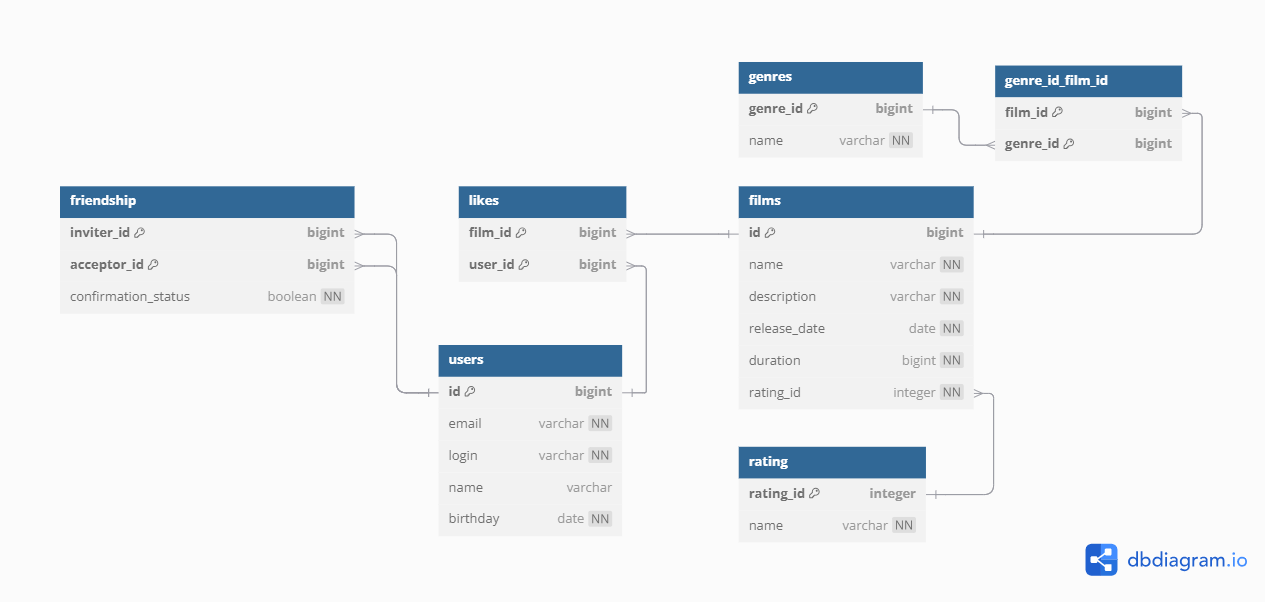 genres
genre_id bigint
name varchar NN
genre_id_film_id
film_id bigint
genre_id bigint
friendship
inviter_id bigint
acceptor_id bigint
confirmation_status boolean NN
likes
film_id bigint
user_id bigint
films
id bigint
name varchar NN
description varchar NN
release_date date NN
duration bigint NN
rating_id integer NN
users
id bigint
email varchar NN
login varchar NN
name varchar
birthday date NN
rating
rating_id integer
name varchar NN
dbdiagram.io